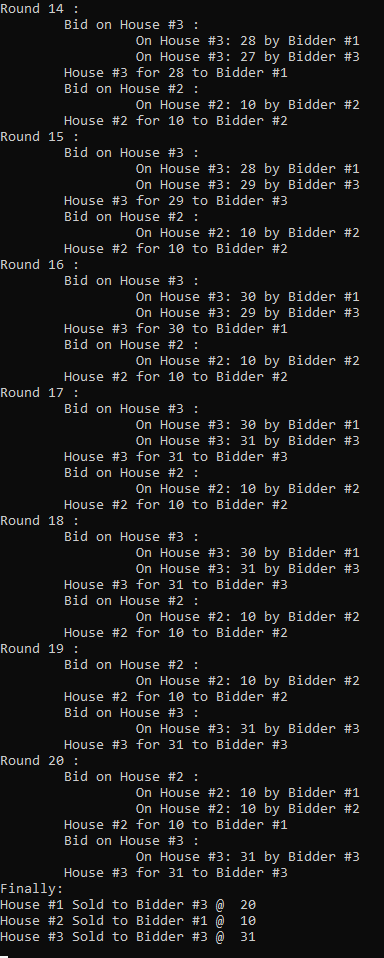 Round 14 :
Bid on House #3 :
On House #3: 28 by Bidder #1
On House #3: 27 by Bidder #3
House #3 for 28 to Bidder #1
Bid on House #2 :
On House #2: 10 by Bidder #2
House #2 for 10 to Bidder #2
Round 15 :
Bid on House #3 :
On House #3: 28 by Bidder #1
On House #3: 29 by Bidder #3
House #3 for 29 to Bidder #3
Bid on House #2 :
On House #2: 10 by Bidder #2
House #2 for 10 to Bidder #2
Round 16 :
Bid on House #3 :
On House #3: 30 by Bidder #1
On House #3: 29 by Bidder #3
House #3 for 30 to Bidder #1
Bid on House #2 :
On House #2: 10 by Bidder #2
House #2 for 10 to Bidder #2
Round 17 :
Bid on House #3 :
On House #3: 30 by Bidder #1
On House #3: 31 by Bidder #3
House #3 for 31 to Bidder #3
Bid on House #2 :
On House #2: 10 by Bidder #2
House #2 for 10 to Bidder #2
Round 18 :
Bid on House #3 :
On House #3: 30 by Bidder #1
On House #3: 31 by Bidder #3
House #3 for 31 to Bidder #3
Bid on House #2 :
On House #2: 10 by Bidder #2
House #2 for 10 to Bidder #2
Round 19 :
Bid on House #2 :
On House #2: 10 by Bidder #2
House #2 for 10 to Bidder #2
Bid on House #3 :
On House #3: 31 by Bidder #3
House #3 for 31 to Bidder #3
Round 20 :
Bid on House #2 :
On House #2: 10 by Bidder #1
On House #2: 10 by Bidder #2
House #2 for 10 to Bidder #1
Bid on House #3 :
On House #3: 31 by Bidder #3
House #3 for 31 to Bidder #3
Finally:
House #1 Sold to Bidder #3 @  20
House #2 Sold to Bidder #1 @  10
House #3 Sold to Bidder #3 @  31